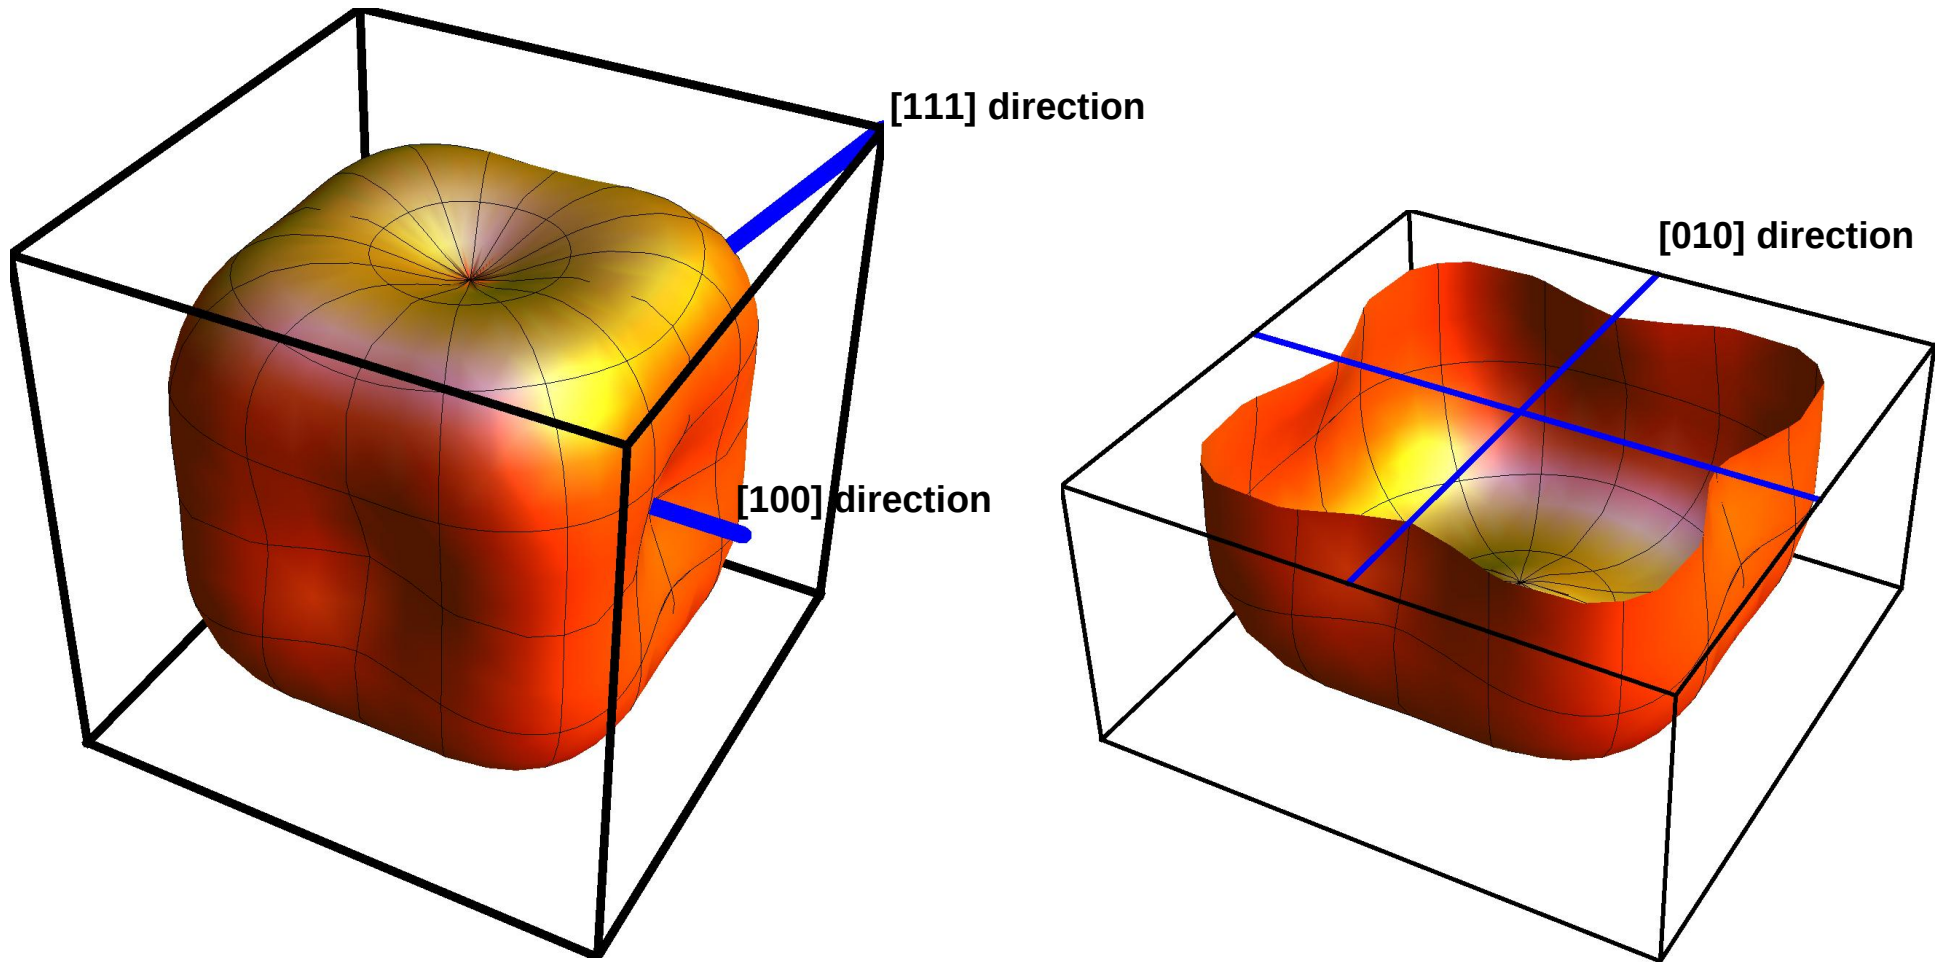 [111] direction
[010] direction
[100] direction